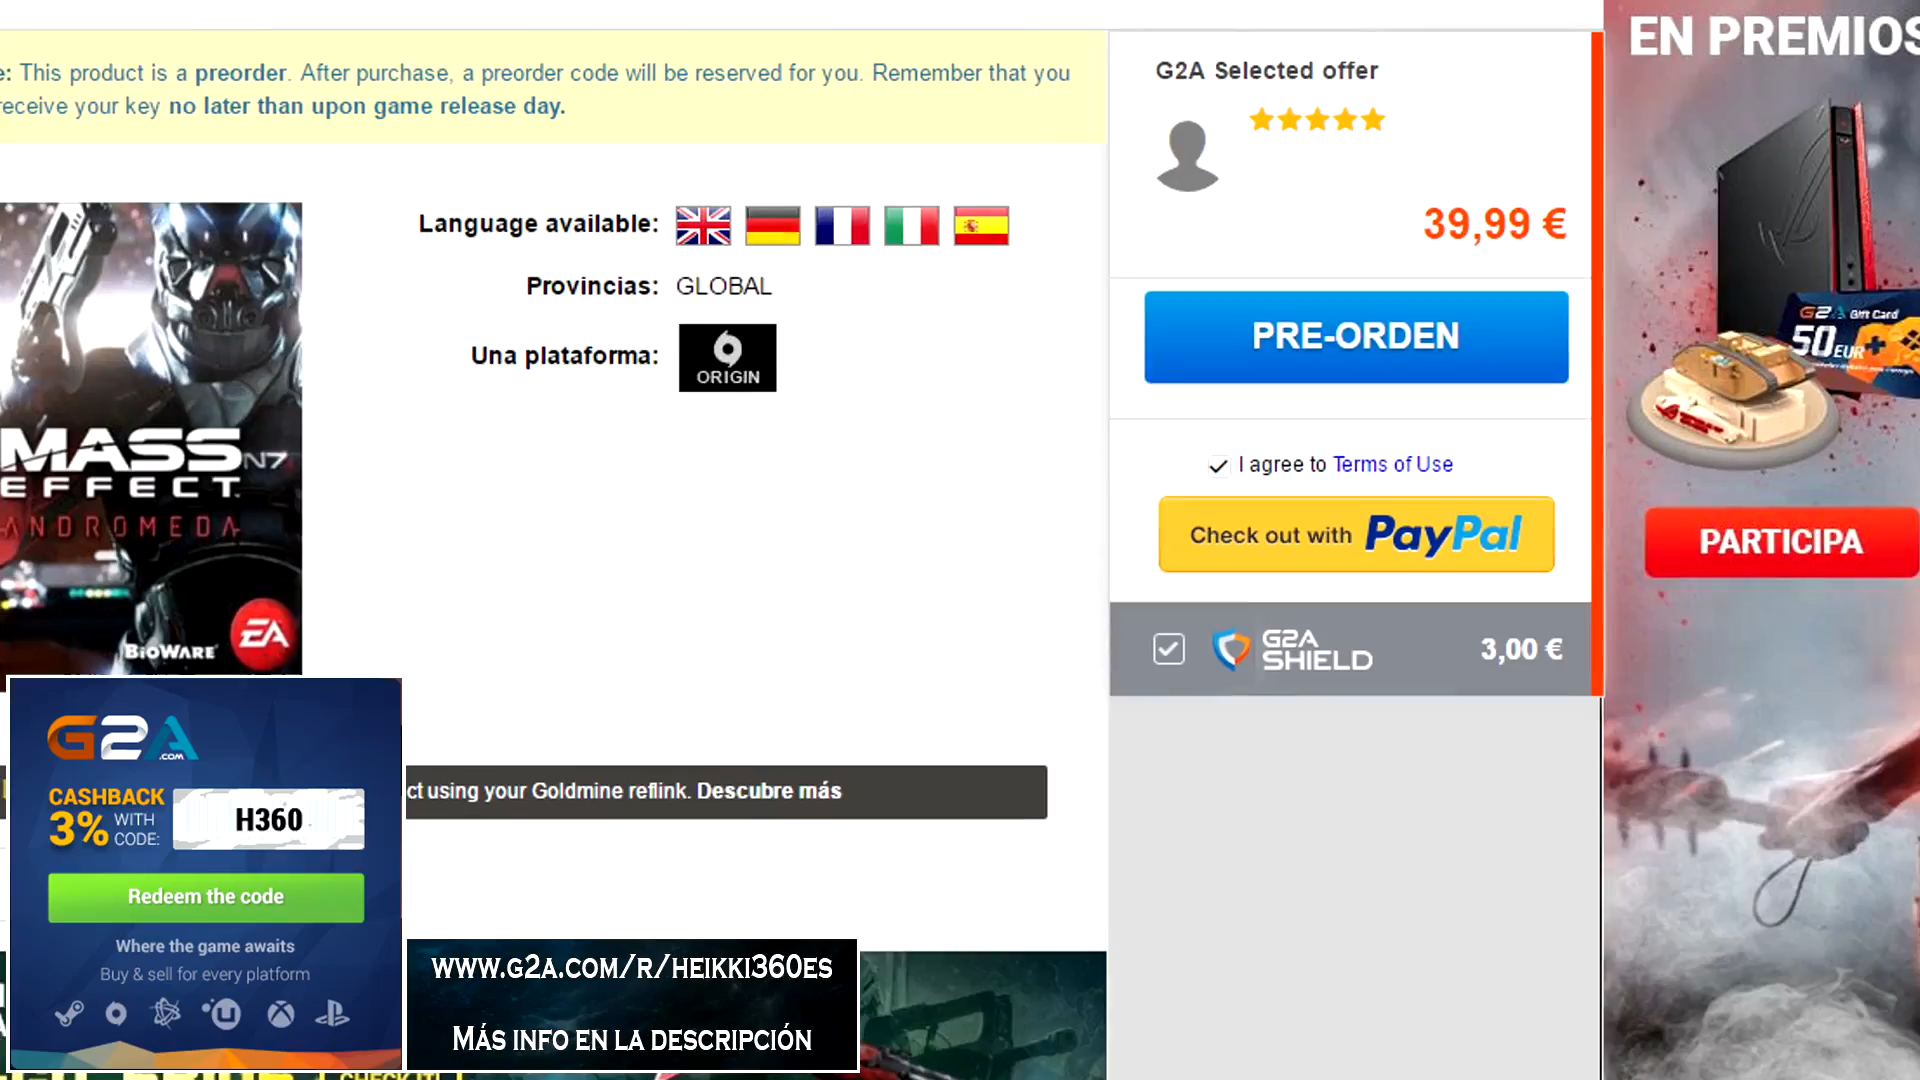 : This product is a preorder. After purchase, a preorder code will be reserved for you. Remember that you
receive your key no later than upon game release day.
Language available:
Provincias: GLOBAL
Una plataforma: ORIGIN
MASS N7
EFFECT
ANDROMEDA
BIOWARE EA
G2A Selected offer
39,99 €
PRE-ORDEN
I agree to Terms of Use
Check out with PayPal
G2A SHIELD 3,00 €
EN PREMIOS
G2A Gift Card
50 EUR
PARTICIPA
G2A.COM
CASHBACK
3% WITH CODE: H360
Redeem the code
Where the game awaits
Buy & sell for every platform
ct using your Goldmine reflink. Descubre más
WWW.G2A.COM/R/HEIKKI360ES
MÁS INFO EN LA DESCRIPCIÓN
CHECK IT!